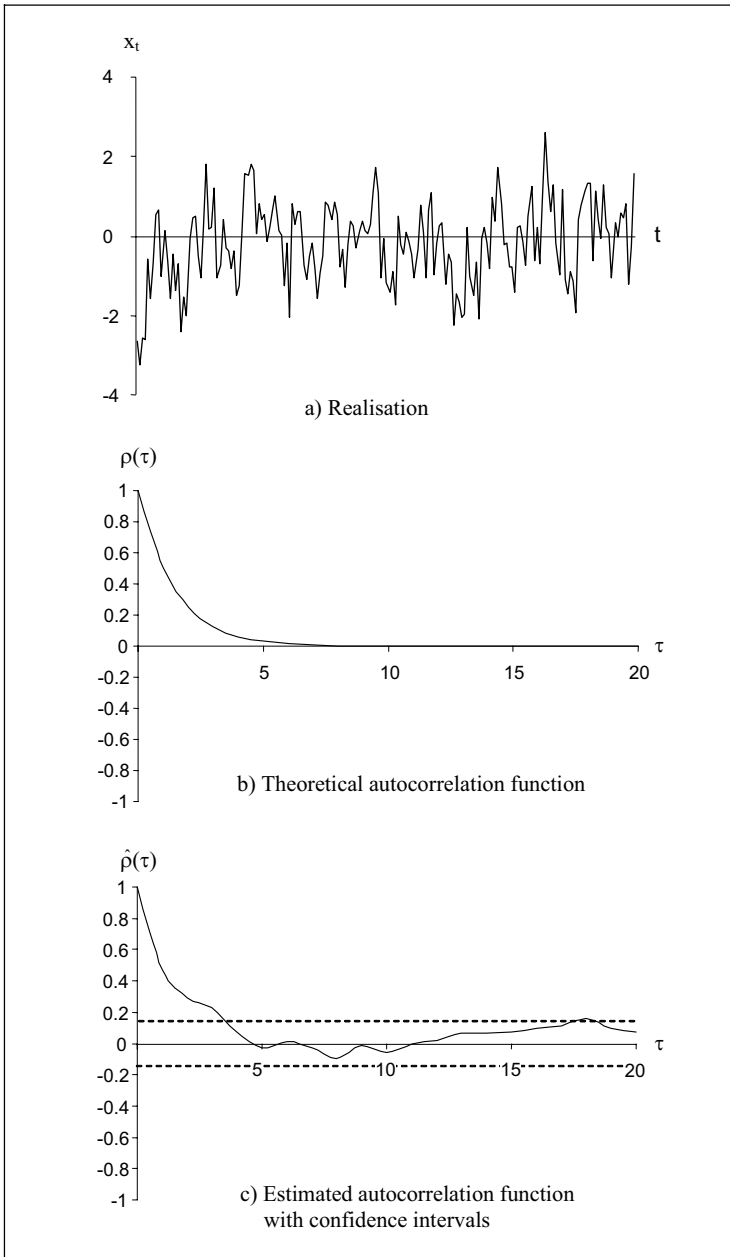 xt
4
2
0
-2
-4
t
a) Realisation
ρ(τ)
1
0.8
0.6
0.4
0.2
0
-0.2
-0.4
-0.6
-0.8
-1
5 10 15 20
τ
b) Theoretical autocorrelation function
ρ̂(τ)
1
0.8
0.6
0.4
0.2
0
-0.2
-0.4
-0.6
-0.8
-1
5 10 15 20
τ
c) Estimated autocorrelation function
with confidence intervals